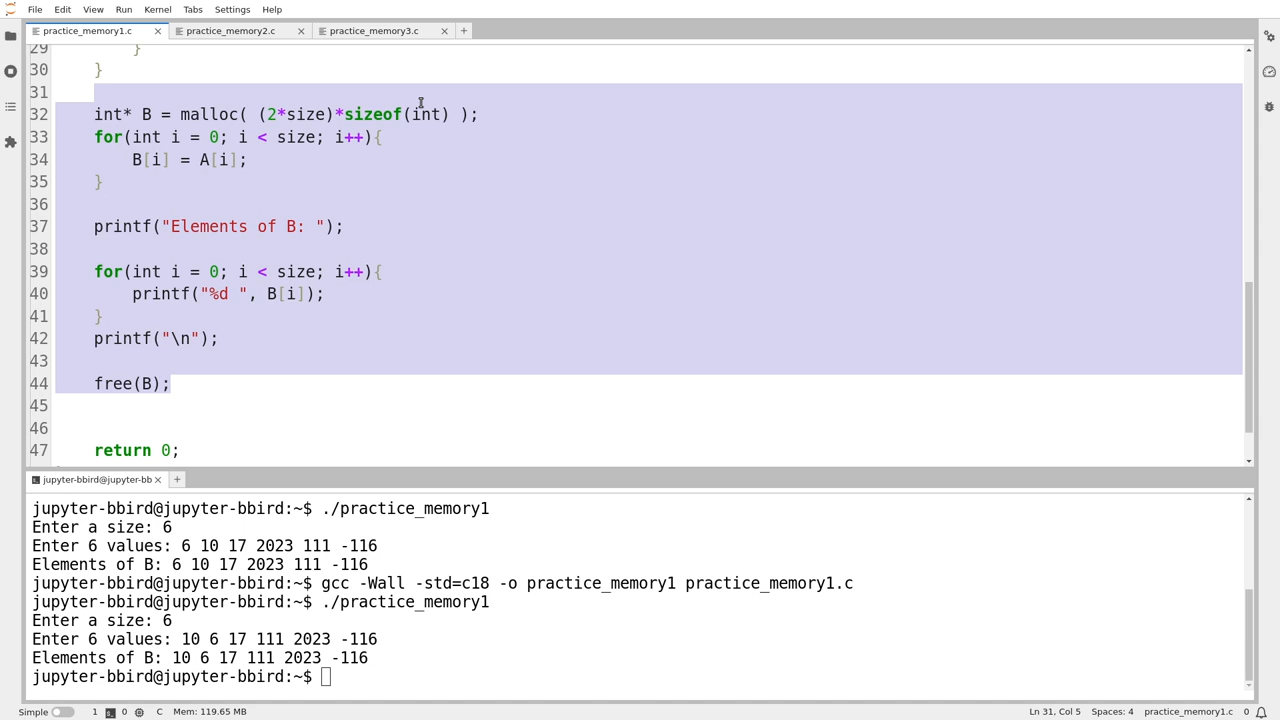 File Edit View Run Kernel Tabs Settings Help
practice_memory1.c practice_memory2.c practice_memory3.c
29 }
30 }
31
32 int* B = malloc( (2*size)*sizeof(int) );
33 for(int i = 0; i < size; i++){
34 B[i] = A[i];
35 }
36
37 printf("Elements of B: ");
38
39 for(int i = 0; i < size; i++){
40 printf("%d ", B[i]);
41 }
42 printf("\n");
43
44 free(B);
45
46
47 return 0;
jupyter-bbird@jupyter-bb
jupyter-bbird@jupyter-bbird:~$ ./practice_memory1
Enter a size: 6
Enter 6 values: 6 10 17 2023 111 -116
Elements of B: 6 10 17 2023 111 -116
jupyter-bbird@jupyter-bbird:~$ gcc -Wall -std=c18 -o practice_memory1 practice_memory1.c
jupyter-bbird@jupyter-bbird:~$ ./practice_memory1
Enter a size: 6
Enter 6 values: 10 6 17 111 2023 -116
Elements of B: 10 6 17 111 2023 -116
jupyter-bbird@jupyter-bbird:~$
Simple 1 0 C Mem: 119.65 MB Ln 31, Col 5 Spaces: 4 practice_memory1.c 0